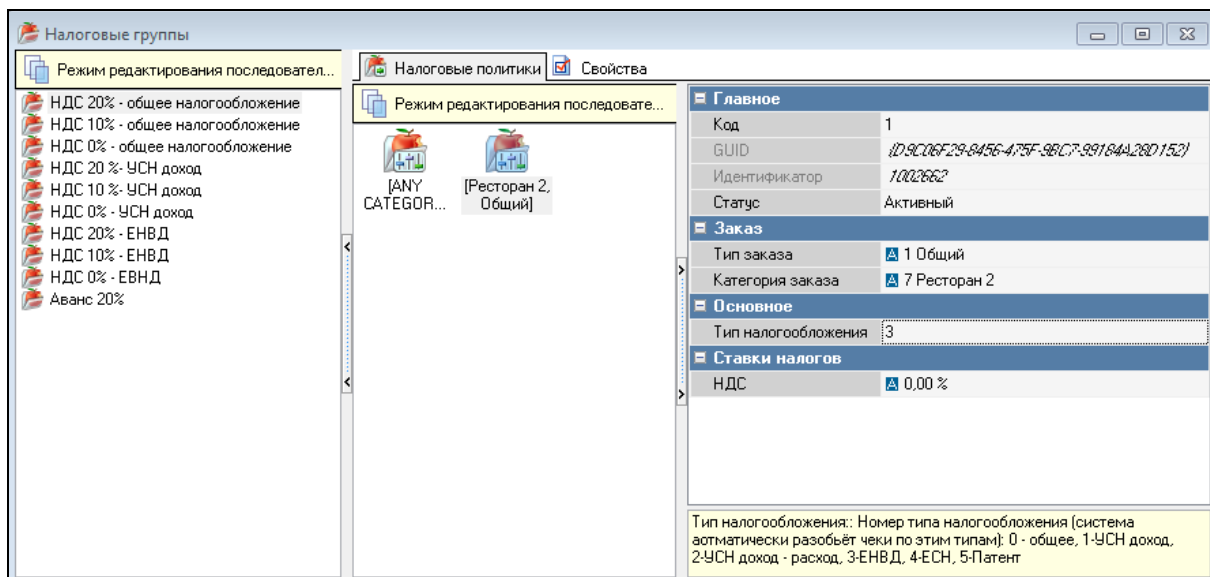 Налоговые группы
Режим редактирования последовател...
НДС 20% - общее налогообложение
НДС 10% - общее налогообложение
НДС 0% - общее налогообложение
НДС 20 %- УСН доход
НДС 10 %- УСН доход
НДС 0% - УСН доход
НДС 20% - ЕНВД
НДС 10% - ЕНВД
НДС 0% - ЕВНД
Аванс 20%
Налоговые политики
Свойства
Режим редактирования последовате...
[ANY
CATEGOR...
[Ресторан 2,
Общий]
Главное
Код 1
GUID {D9C06F29-8456-475F-9BC7-99184A28D152}
Идентификатор 1002662
Статус Активный
Заказ
Тип заказа 1 Общий
Категория заказа 7 Ресторан 2
Основное
Тип налогообложения 3
Ставки налогов
НДС 0,00 %
Тип налогообложения:: Номер типа налогообложения (система
аотматически разобьёт чеки по этим типам): 0 - общее, 1-УСН доход,
2-УСН доход - расход, 3-ЕНВД, 4-ЕСН, 5-Патент